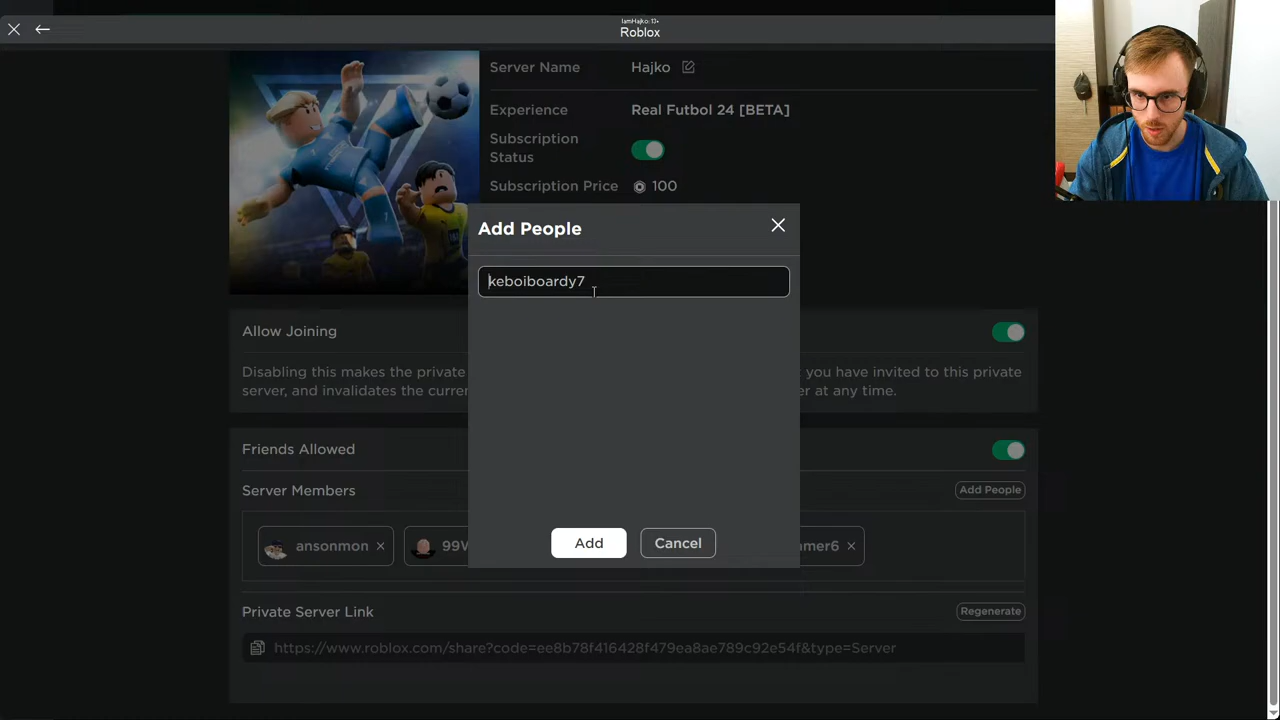 IamHajko: 13+
Roblox
Server Name Hajko
Experience Real Futbol 24 [BETA]
Subscription
Status
Subscription Price 100
Add People
keboiboardy7
Allow Joining
Disabling this makes the private you have invited to this private
server, and invalidates the curre er at any time.
Friends Allowed
Server Members Add People
ansonmon 99V mer6
Add Cancel
Private Server Link Regenerate
https://www.roblox.com/share?code=ee8b78f416428f479ea8ae789c92e54f&type=Server